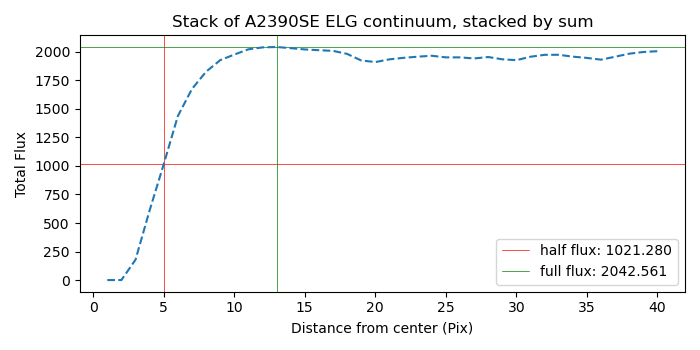 Stack of A2390SE ELG continuum, stacked by sum
Total Flux
2000
1750
1500
1250
1000
750
500
250
0
half flux: 1021.280
full flux: 2042.561
0 5 10 15 20 25 30 35 40
Distance from center (Pix)